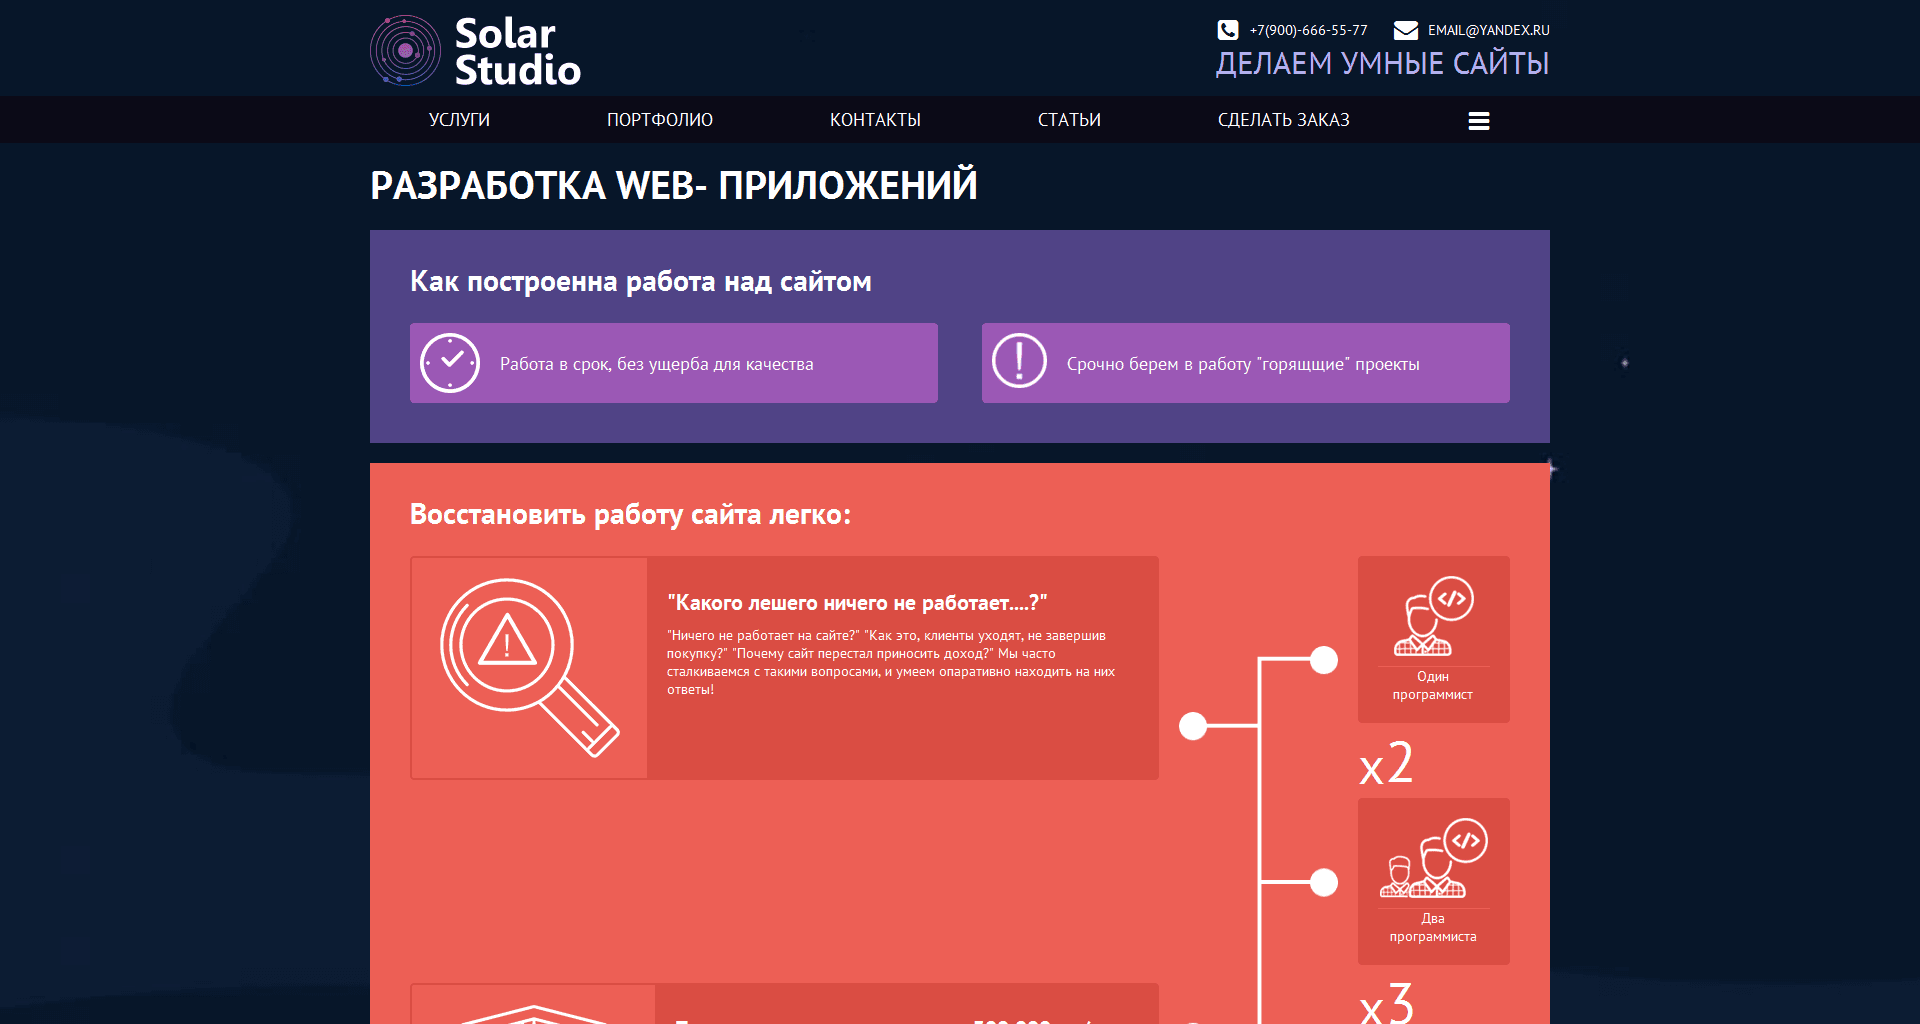 Solar
Studio
+7(900)-666-55-77
EMAIL@YANDEX.RU
ДЕЛАЕМ УМНЫЕ САЙТЫ
УСЛУГИ
ПОРТФОЛИО
КОНТАКТЫ
СТАТЬИ
СДЕЛАТЬ ЗАКАЗ
РАЗРАБОТКА WEB- ПРИЛОЖЕНИЙ
Как построенна работа над сайтом
Работа в срок, без ущерба для качества
Срочно берем в работу "горящщие" проекты
Восстановить работу сайта легко:
"Какого лешего ничего не работает....?"
"Ничего не работает на сайте?" "Как это, клиенты уходят, не завершив
покупку?" "Почему сайт перестал приносить доход?" Мы часто
сталкиваемся с такими вопросами, и умеем опаративно находить на них
ответы!
Один
программист
x2
Два
программиста
x3